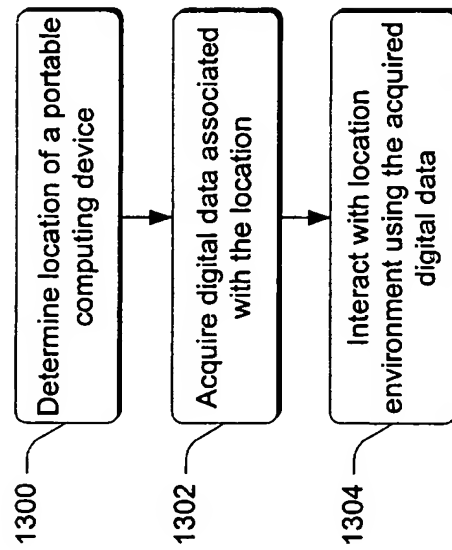 1300
Determine location of a portable
computing device
1302
Acquire digital data associated
with the location
1304
Interact with location
environment using the acquired
digital data